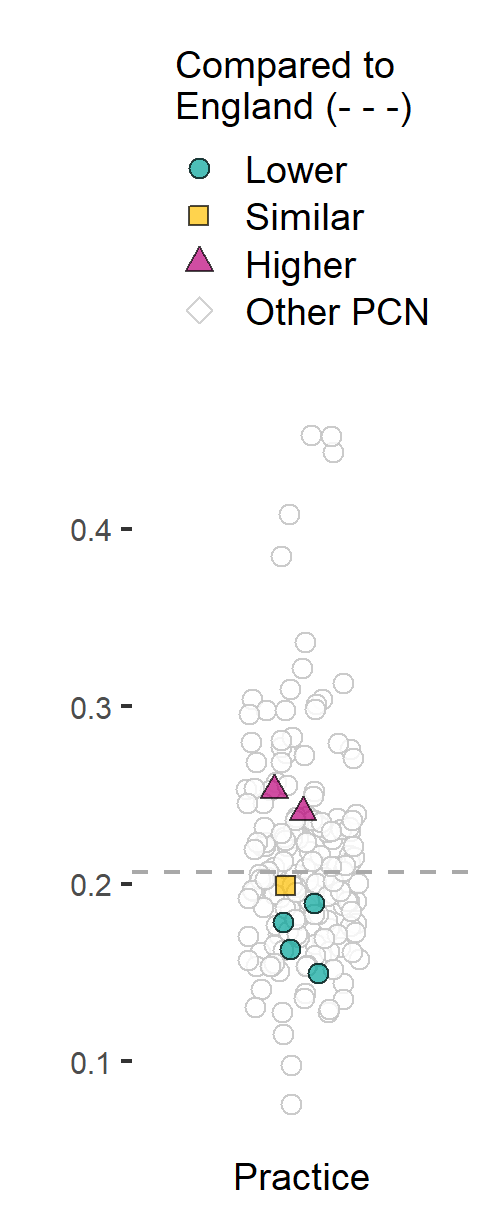 Compared to
England (- - -)
Lower
Similar
Higher
Other PCN
0.4
0.3
0.2
0.1
Practice